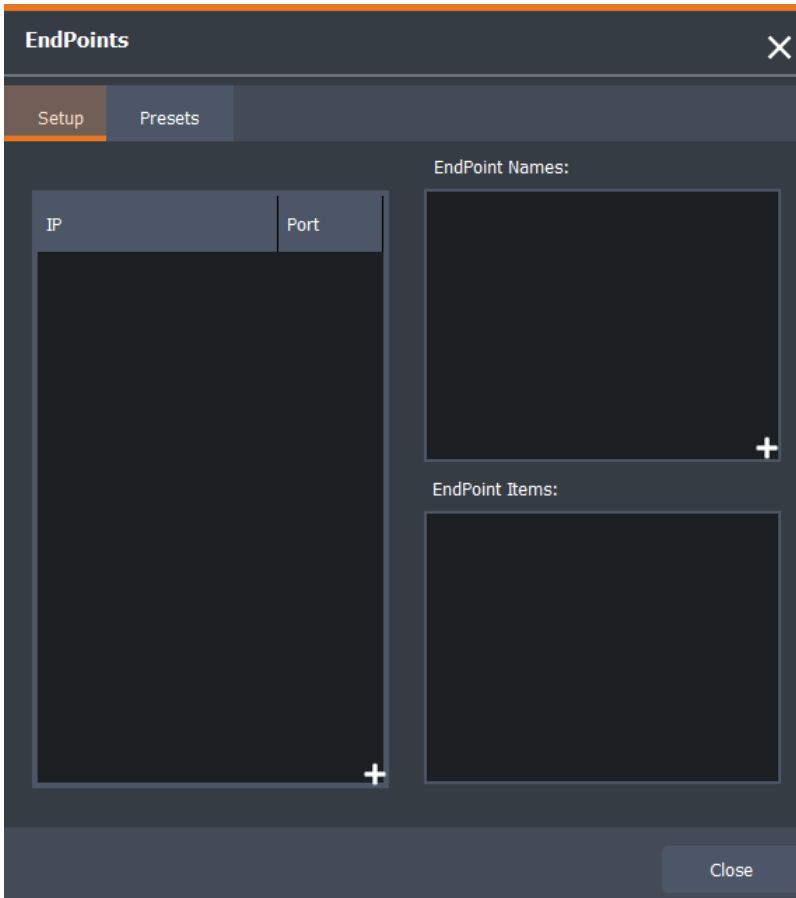 EndPoints
Setup Presets
EndPoint Names:
IP Port
EndPoint Items:
Close